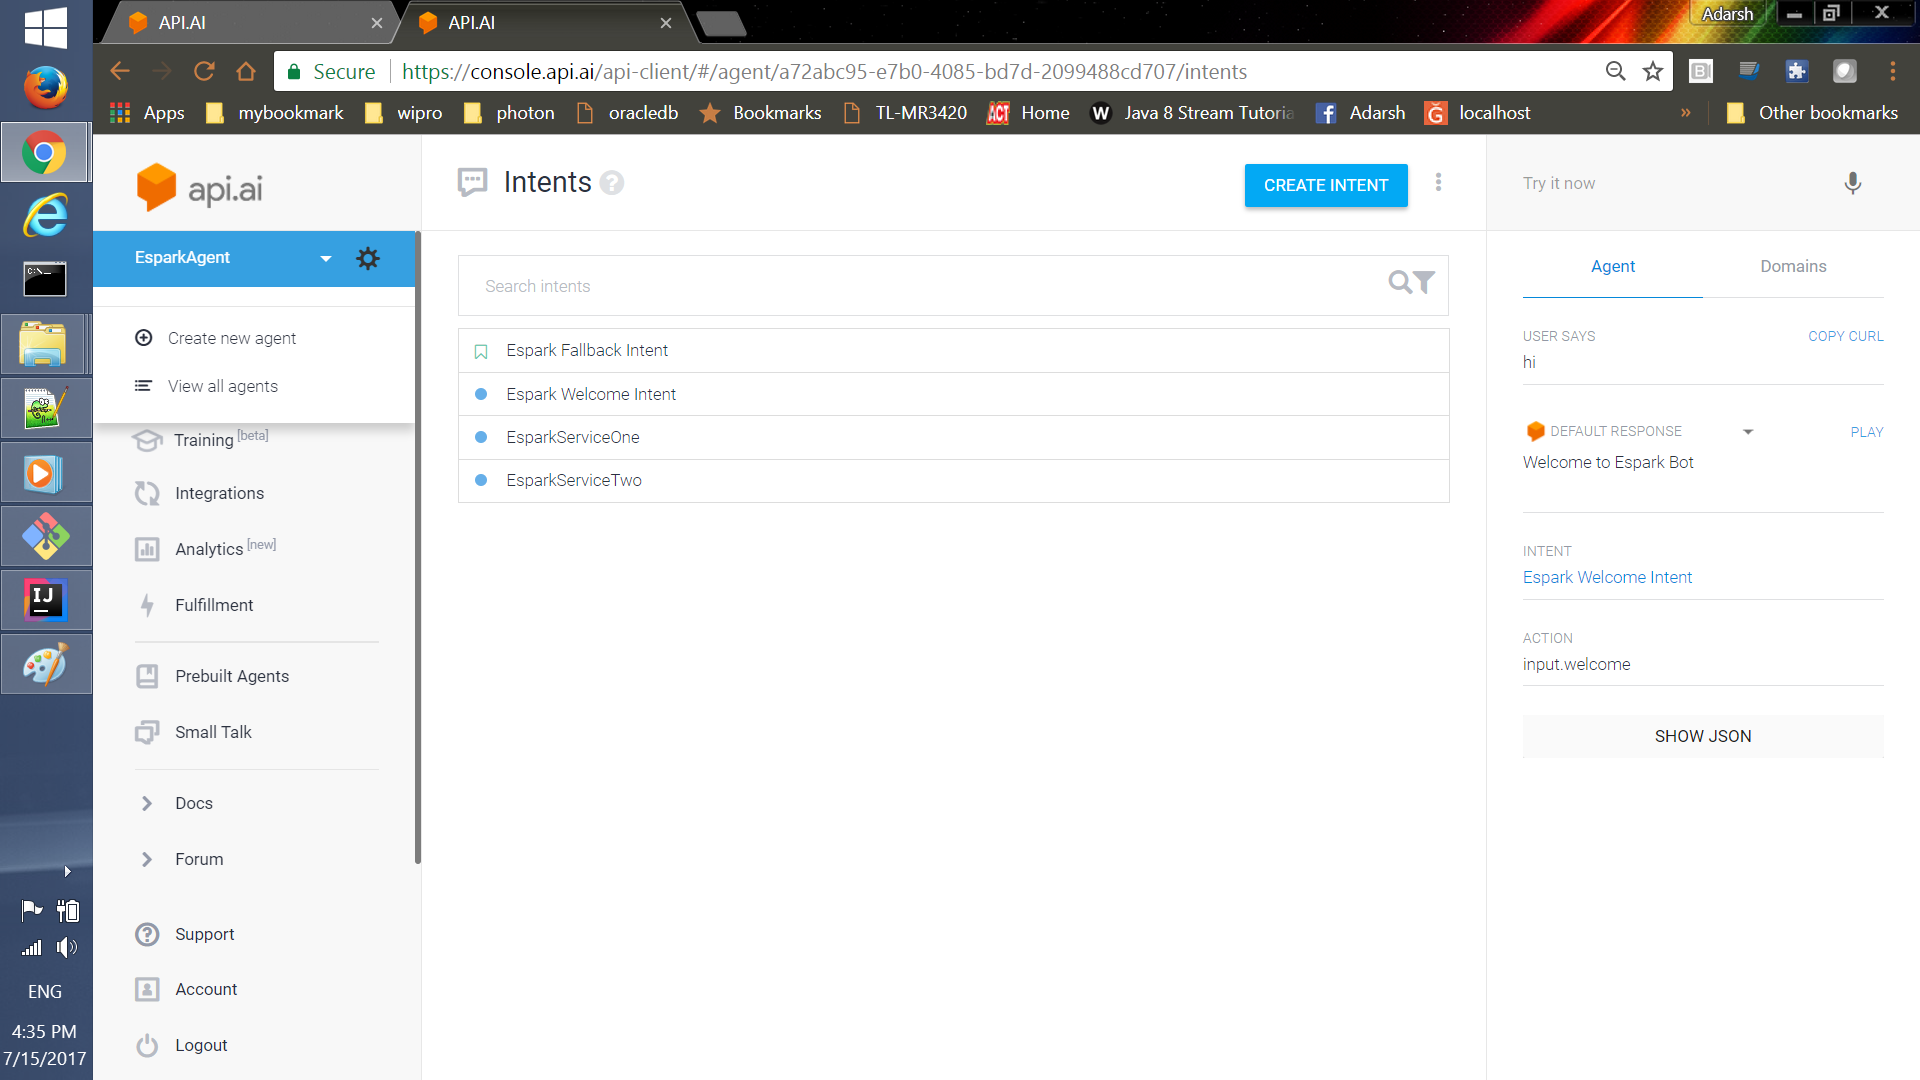 API.AI
API.AI
Adarsh
Secure
https://console.api.ai/api-client/#/agent/a72abc95-e7b0-4085-bd7d-2099488cd707/intents
Apps mybookmark wipro photon oracledb Bookmarks TL-MR3420 ACT Home W Java 8 Stream Tutoria Adarsh localhost » Other bookmarks
api.ai
EsparkAgent
Create new agent
View all agents
Training [beta]
Integrations
Analytics [new]
Fulfillment
Prebuilt Agents
Small Talk
Docs
Forum
Support
Account
Logout
Intents
CREATE INTENT
Search intents
Espark Fallback Intent
Espark Welcome Intent
EsparkServiceOne
EsparkServiceTwo
Try it now
Agent Domains
USER SAYS COPY CURL
hi
DEFAULT RESPONSE PLAY
Welcome to Espark Bot
INTENT
Espark Welcome Intent
ACTION
input.welcome
SHOW JSON
C:\.
IJ
ENG
4:35 PM
7/15/2017